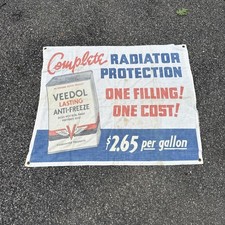 Complete RADIATOR
PROTECTION
ONE FILLING!
ONE COST!
VEEDOL
LASTING
ANTI-FREEZE
$2.65 per gallon